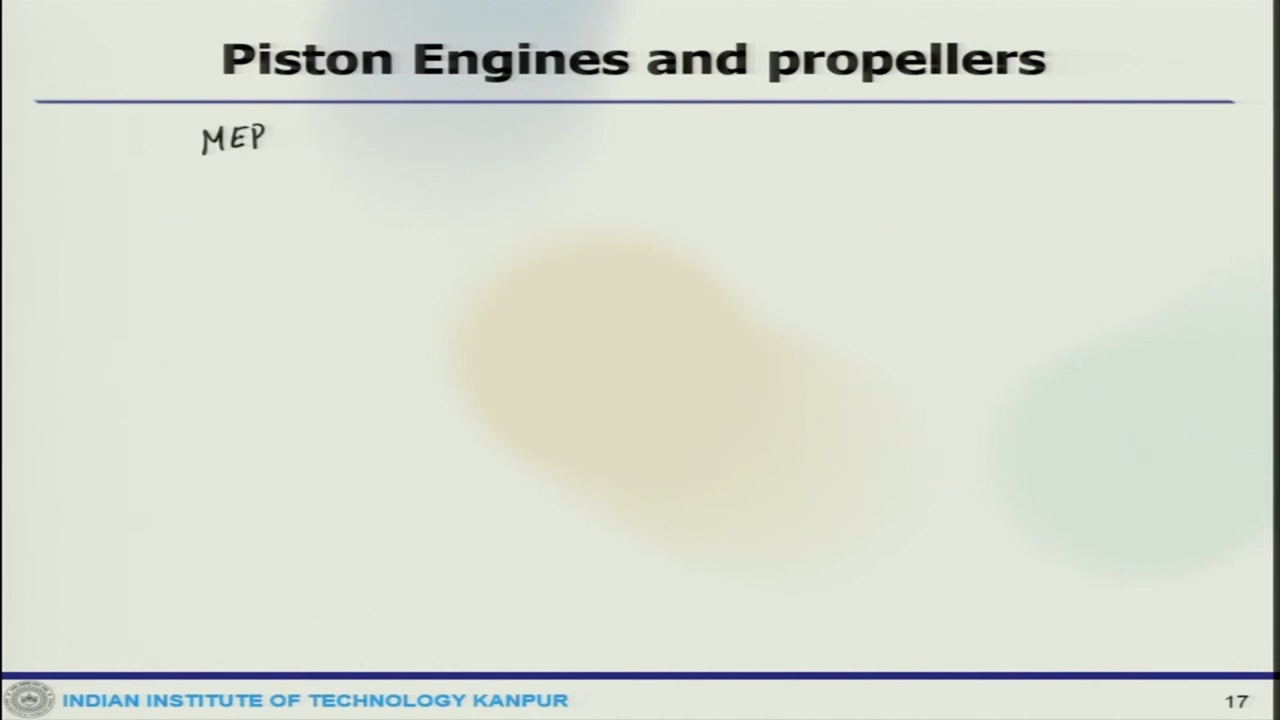 Piston Engines and propellers
MEP
INDIAN INSTITUTE OF TECHNOLOGY KANPUR
17